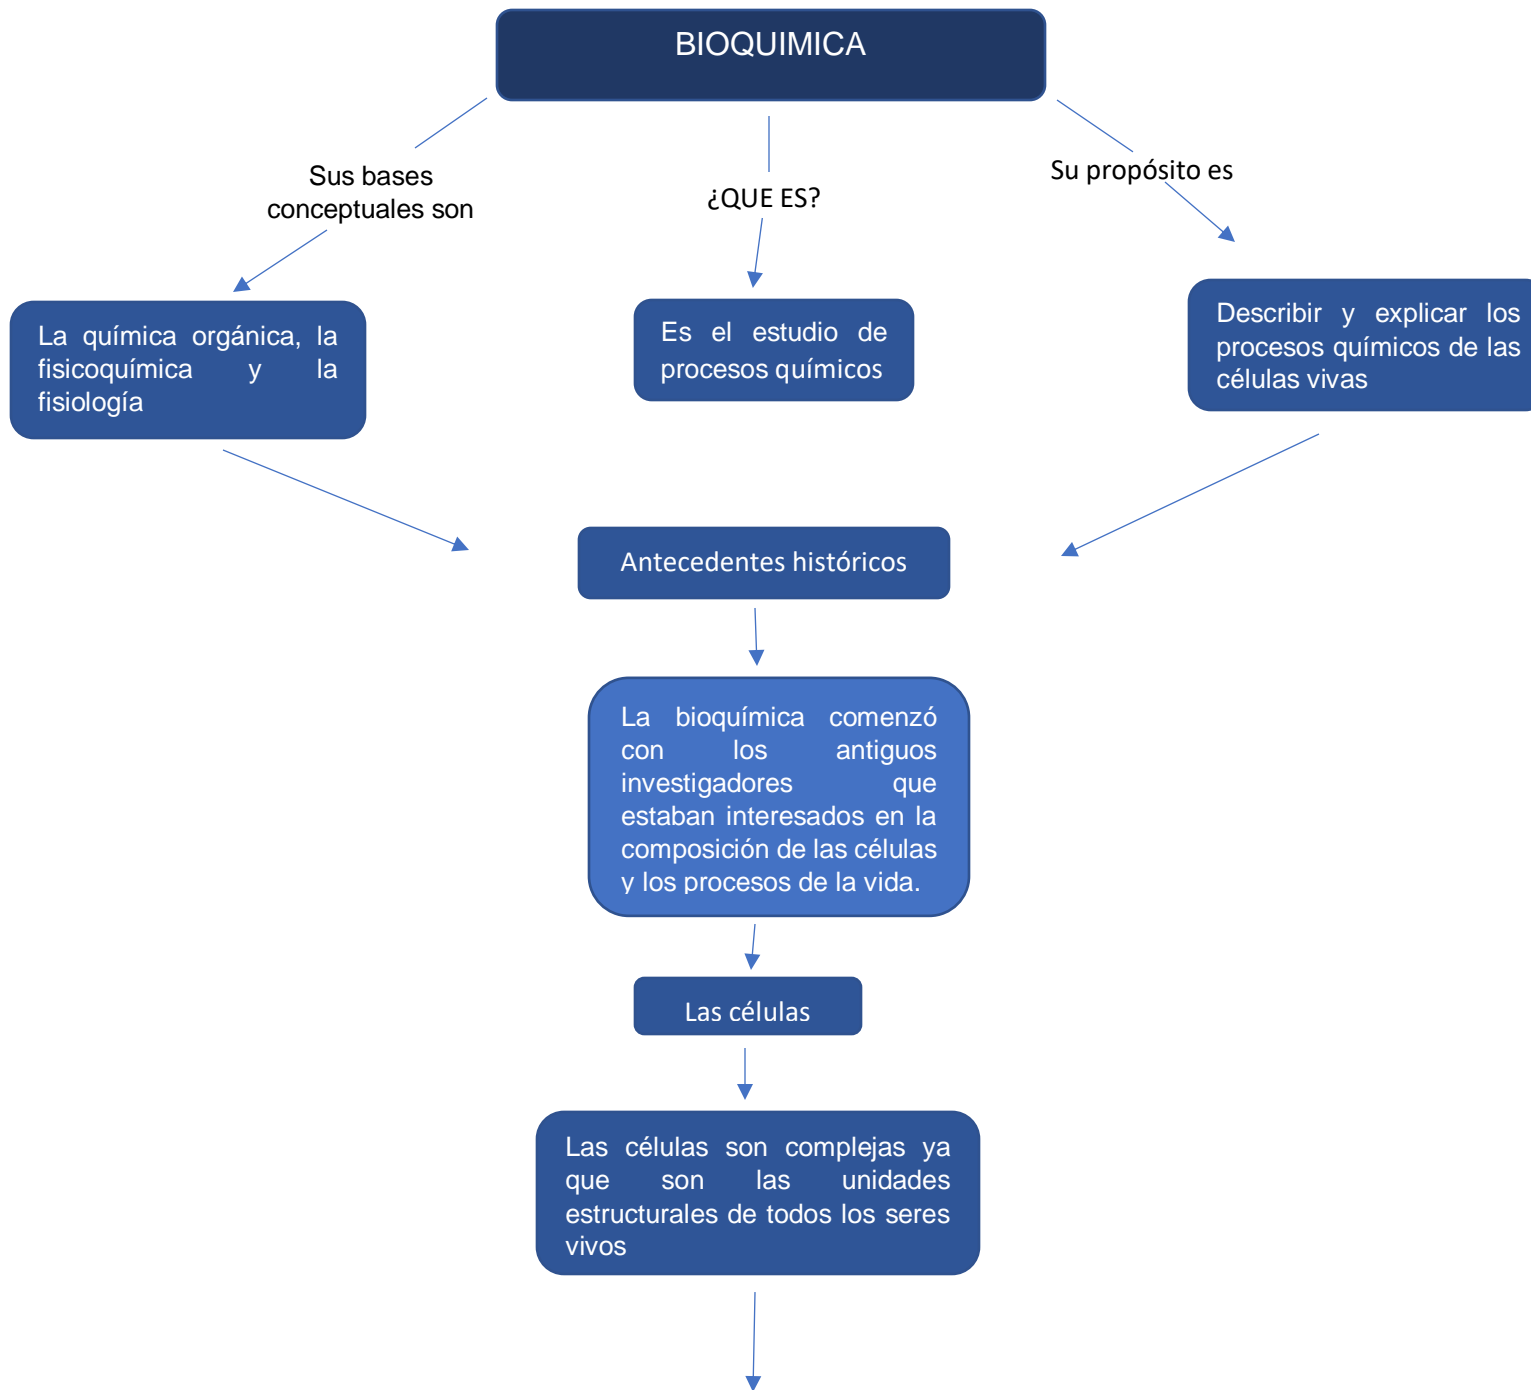 BIOQUIMICA
Sus bases
conceptuales son
¿QUE ES?
Su propósito es
La química orgánica, la
fisicoquímica y la
fisiología
Es el estudio de
procesos químicos
Describir y explicar los
procesos químicos de las
células vivas
Antecedentes históricos
La bioquímica comenzó
con los antiguos
investigadores que
estaban interesados en la
composición de las células
y los procesos de la vida.
Las células
Las células son complejas ya
que son las unidades
estructurales de todos los seres
vivos